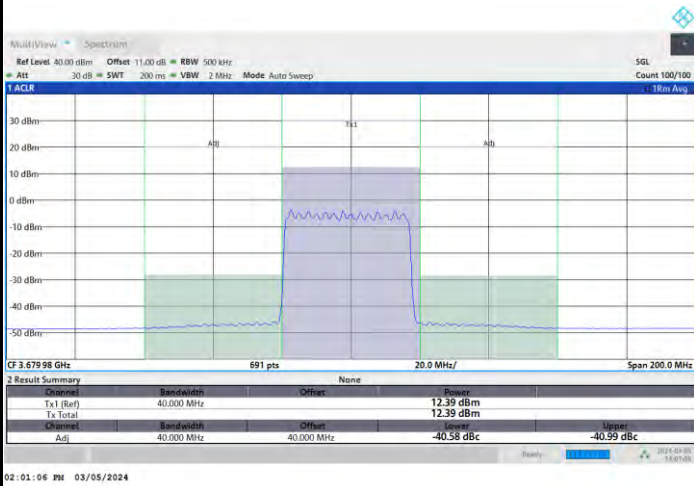 MultiView Spectrum
Ref Level 40.00 dBm Offset 11.00 dB RBW 500 kHz SGL
Att 30 dB SWT 200 ms VBW 2 MHz Mode Auto Sweep Count 100/100
1 ACLR 1Rm Avg
Tx1
Adj Adj
30 dBm
20 dBm
10 dBm
0 dBm
-10 dBm
-20 dBm
-30 dBm
-40 dBm
-50 dBm
CF 3.679 98 GHz 691 pts 20.0 MHz/ Span 200.0 MHz
2 Result Summary None
Channel Bandwidth Offset Power
Tx1 (Ref) 40.000 MHz 12.39 dBm
Tx Total 12.39 dBm
Channel Bandwidth Offset Lower Upper
Adj 40.000 MHz 40.000 MHz -40.58 dBc -40.99 dBc
Ready
02:01:06 PM 03/05/2024